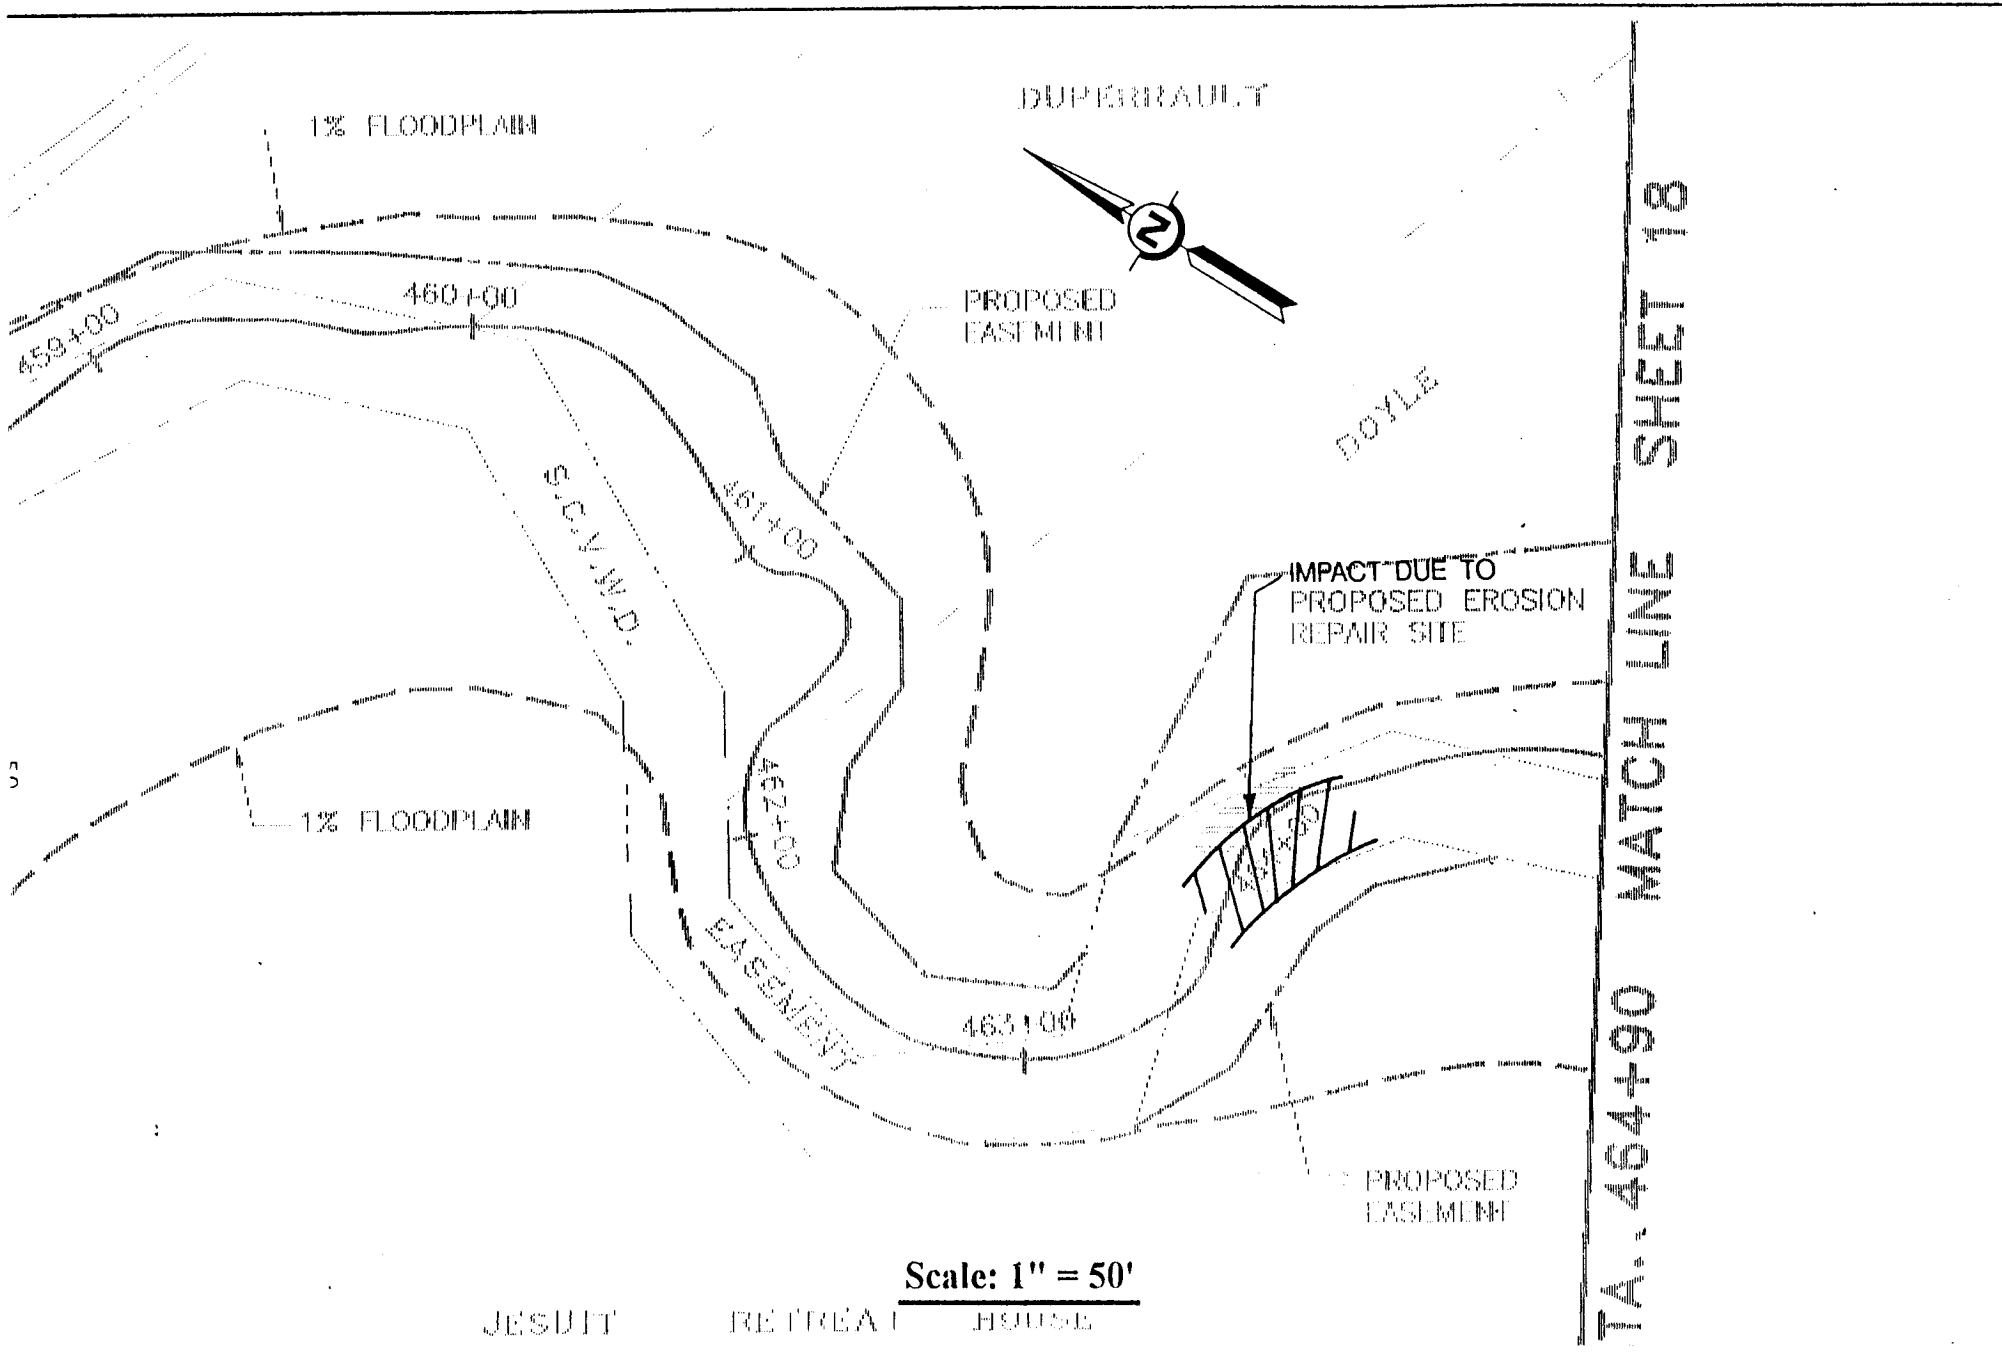 DUPERRAULT
1% FLOODPLAIN
N
460+00
459+00
PROPOSED
EASEMENT
DOYLE
S.C.V.W.D.
EASEMENT
461+00
IMPACT DUE TO
PROPOSED EROSION
REPAIR SITE
462+00
1% FLOODPLAIN
463+00
PROPOSED
EASEMENT
TA. 464+90 MATCH LINE SHEET 18
Scale: 1" = 50'
JESUIT RETREAT HOUSE